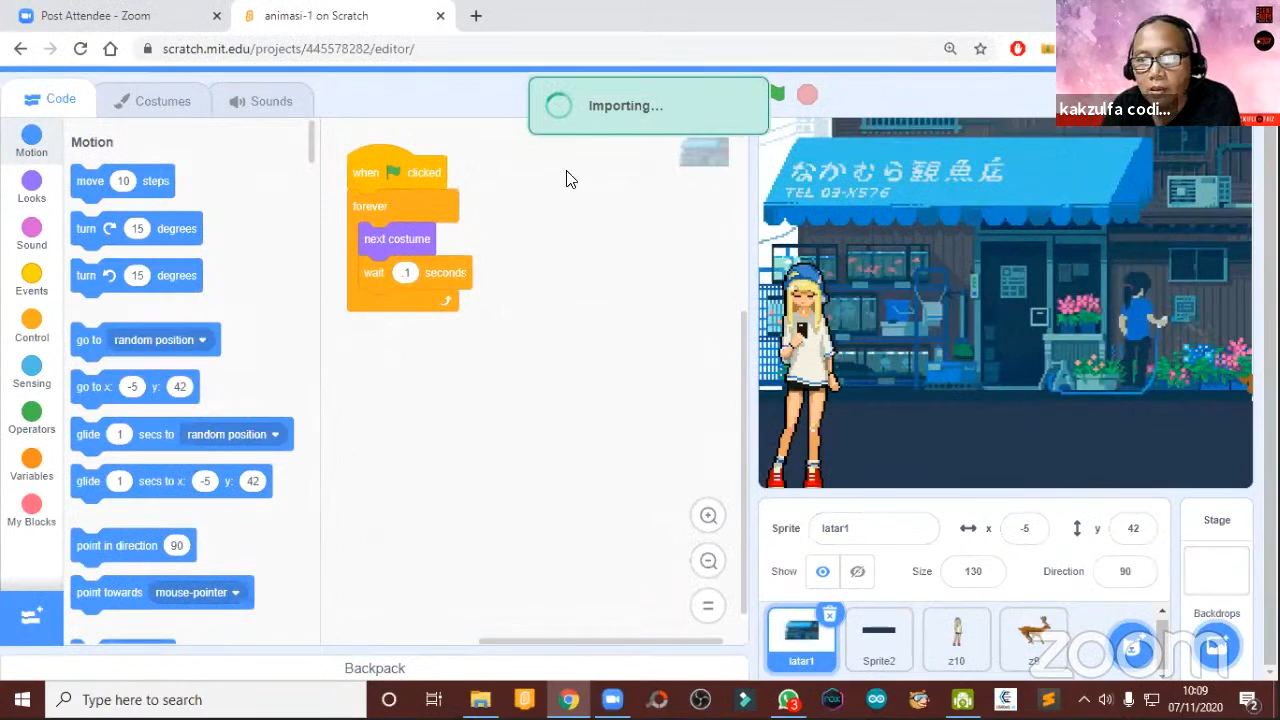 Post Attendee - Zoom
animasi-1 on Scratch
scratch.mit.edu/projects/445578282/editor/
kakzulfa codi...
Code
Costumes
Sounds
Importing...
Motion
Looks
Sound
Events
Control
Sensing
Operators
Variables
My Blocks
Motion
move 10 steps
turn 15 degrees
turn 15 degrees
go to random position
go to x: -5 y: 42
glide 1 secs to random position
glide 1 secs to x: -5 y: 42
point in direction 90
point towards mouse-pointer
when clicked
forever
next costume
wait .1 seconds
なかむら観魚店
TEL 03-X576
Sprite latar1 x -5 y 42
Show Size 130 Direction 90
Stage
Backdrops
latar1
Sprite2
z10
zoom
Backpack
Type here to search
3
10:09
07/11/2020
2